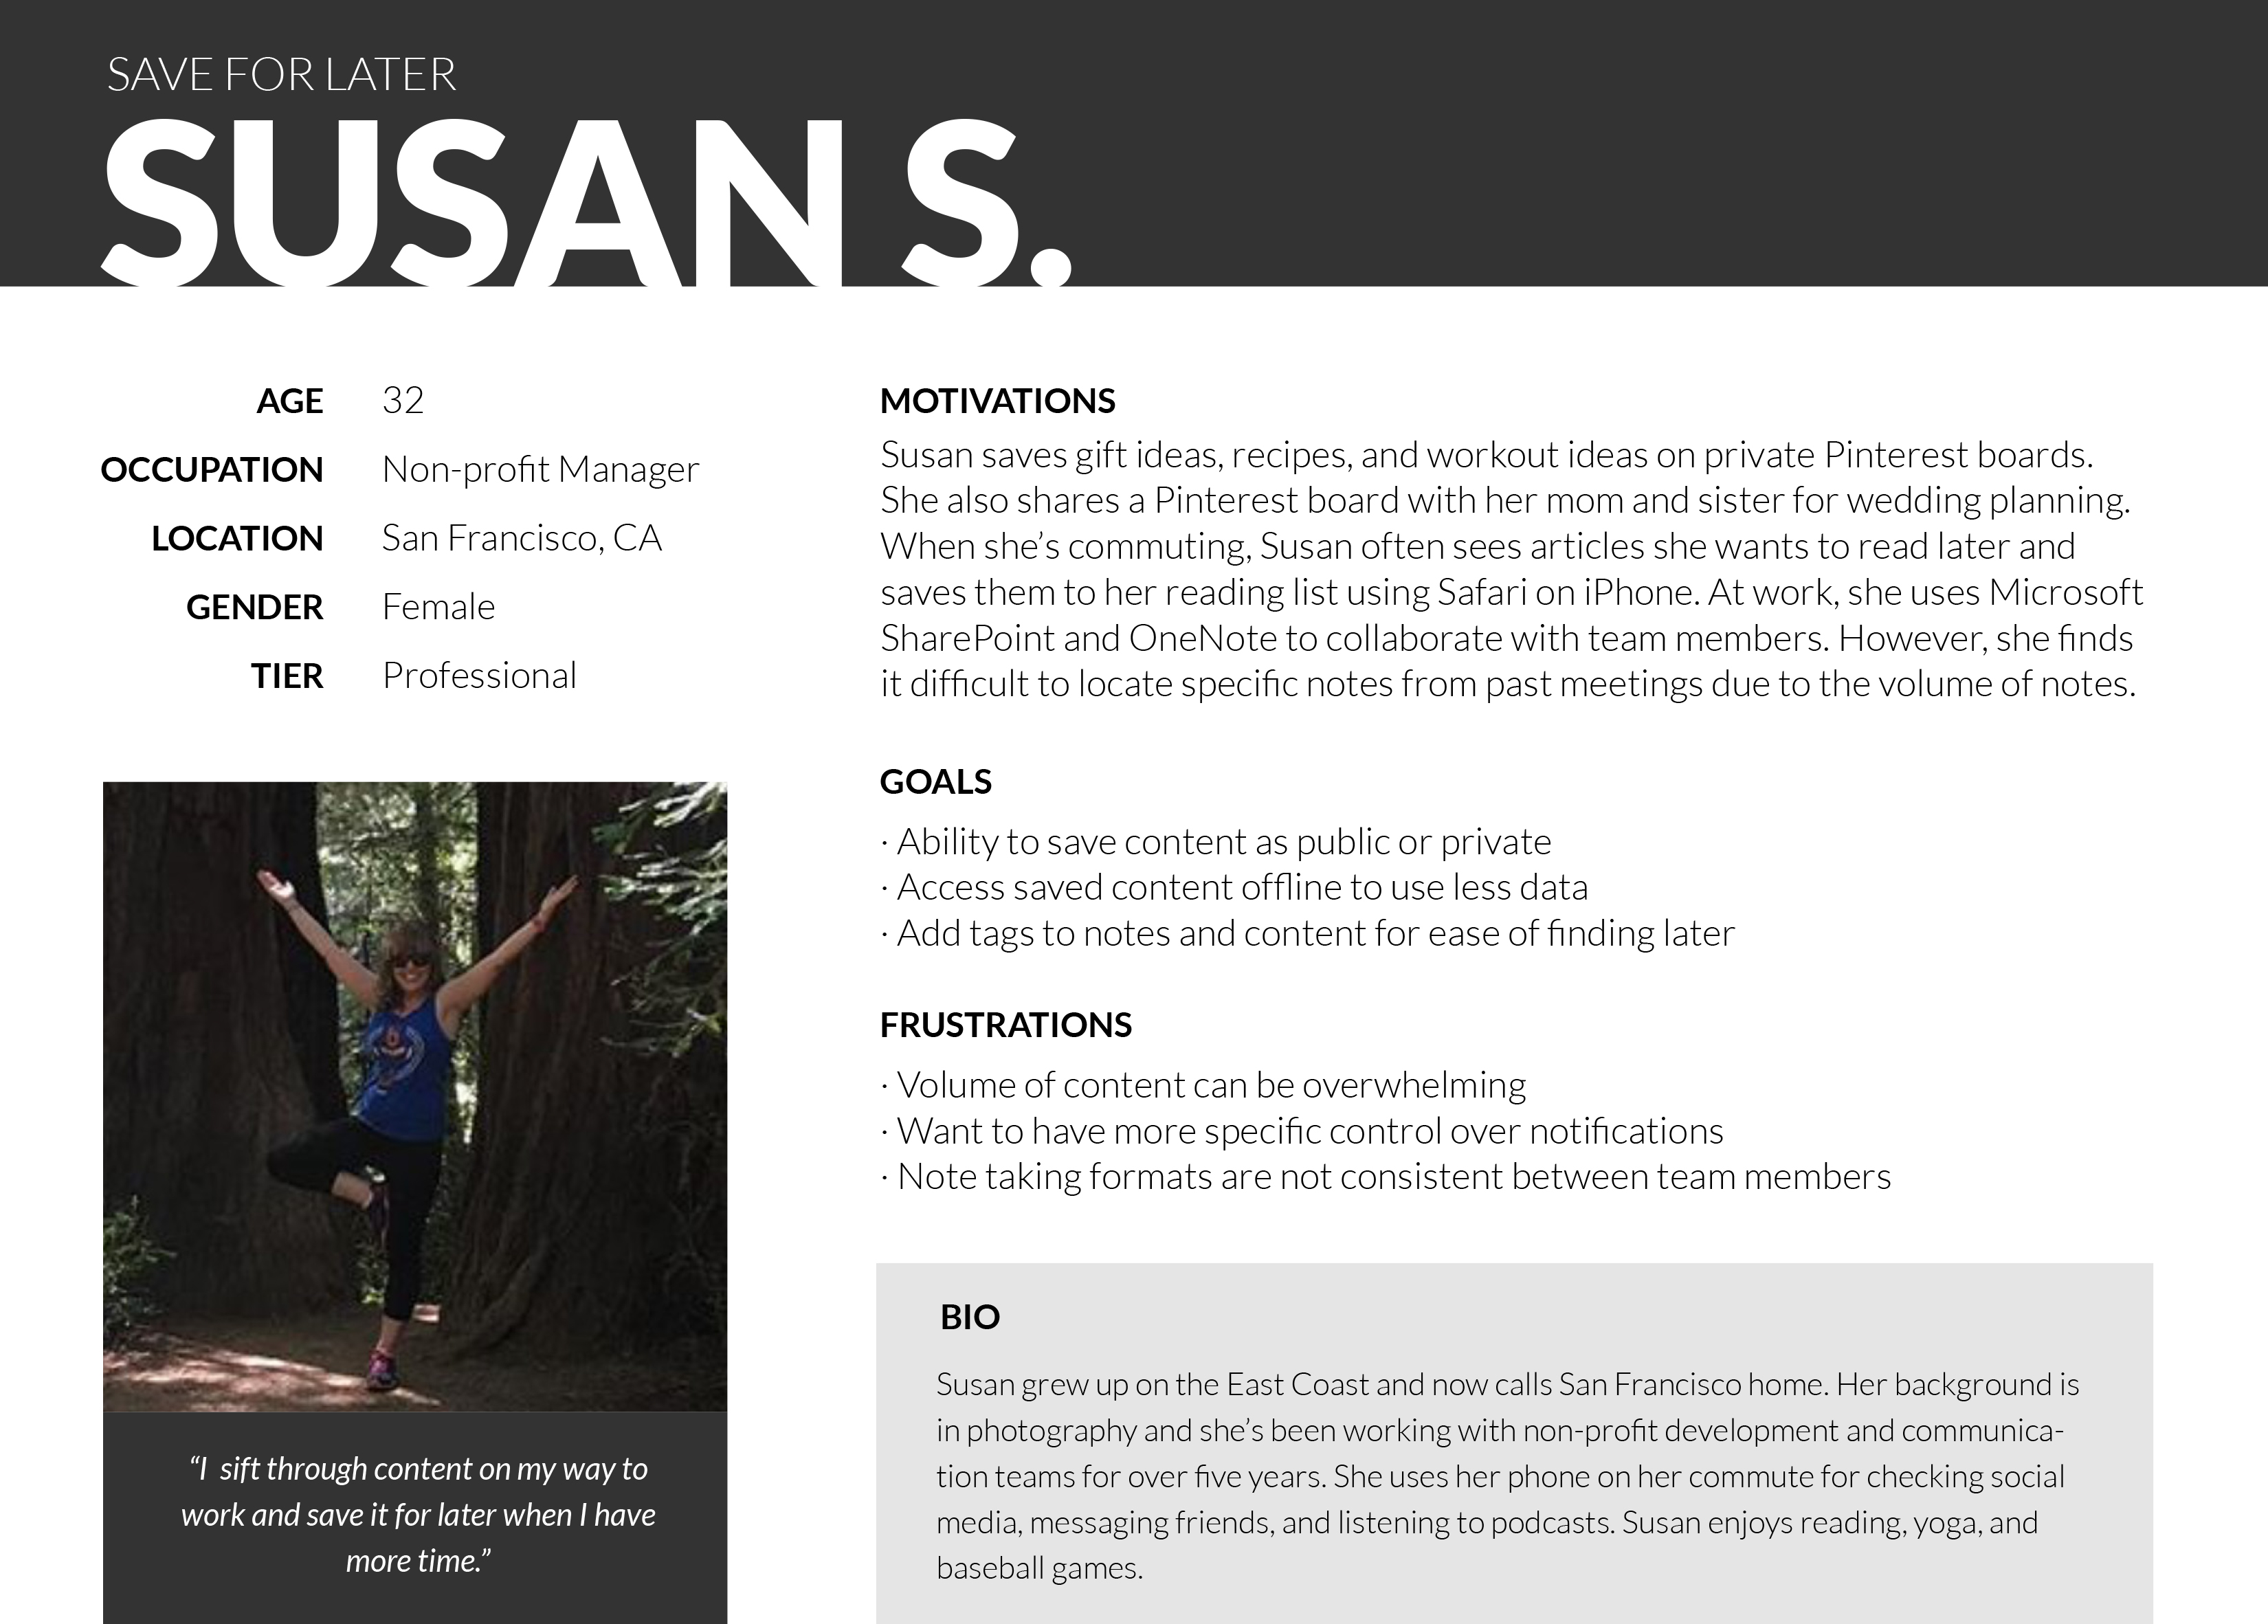 SAVE FOR LATER
SUSAN S.
AGE 32
OCCUPATION Non-profit Manager
LOCATION San Francisco, CA
GENDER Female
TIER Professional
“I  sift through content on my way to
work and save it for later when I have
more time.”
MOTIVATIONS
Susan saves gift ideas, recipes, and workout ideas on private Pinterest boards.
She also shares a Pinterest board with her mom and sister for wedding planning.
When she’s commuting, Susan often sees articles she wants to read later and
saves them to her reading list using Safari on iPhone. At work, she uses Microsoft
SharePoint and OneNote to collaborate with team members. However, she finds
it difficult to locate specific notes from past meetings due to the volume of notes.
GOALS
· Ability to save content as public or private
· Access saved content offline to use less data
· Add tags to notes and content for ease of finding later
FRUSTRATIONS
· Volume of content can be overwhelming
· Want to have more specific control over notifications
· Note taking formats are not consistent between team members
BIO
Susan grew up on the East Coast and now calls San Francisco home. Her background is
in photography and she’s been working with non-profit development and communica-
tion teams for over five years. She uses her phone on her commute for checking social
media, messaging friends, and listening to podcasts. Susan enjoys reading, yoga, and
baseball games.